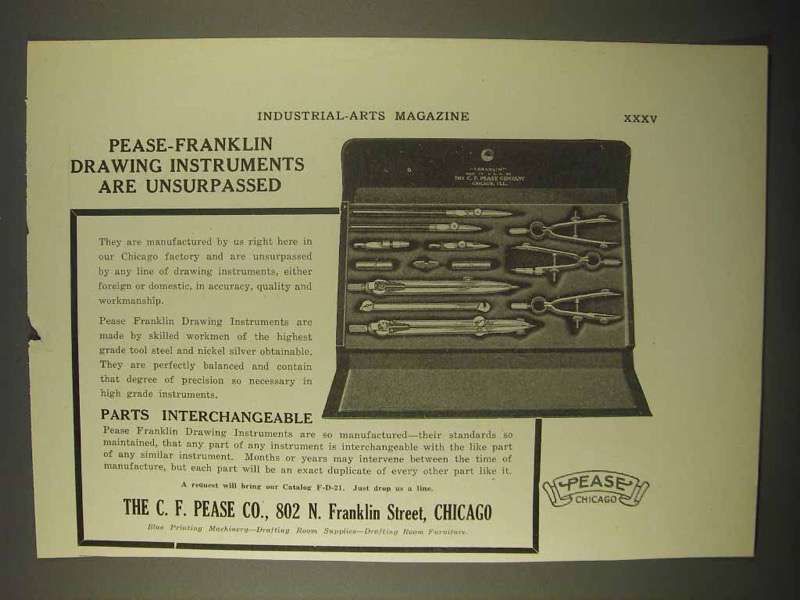 INDUSTRIAL-ARTS MAGAZINE
XXXV
PEASE-FRANKLIN
DRAWING INSTRUMENTS
ARE UNSURPASSED
"FRANKLIN"
THE C. F. PEASE COMPANY
CHICAGO, ILL.
They are manufactured by us right here in
our Chicago factory and are unsurpassed
by any line of drawing instruments, either
foreign or domestic, in accuracy, quality and
workmanship.
Pease Franklin Drawing Instruments are
made by skilled workmen of the highest
grade tool steel and nickel silver obtainable.
They are perfectly balanced and contain
that degree of precision so necessary in
high grade instruments.
PARTS INTERCHANGEABLE
Pease Franklin Drawing Instruments are so manufactured—their standards so
maintained, that any part of any instrument is interchangeable with the like part
of any similar instrument. Months or years may intervene between the time of
manufacture, but each part will be an exact duplicate of every other part like it.
A request will bring our Catalog F-D-21. Just drop us a line.
THE C. F. PEASE CO., 802 N. Franklin Street, CHICAGO
Blue Printing Machinery—Drafting Room Supplies—Drafting Room Furniture.
PEASE
CHICAGO